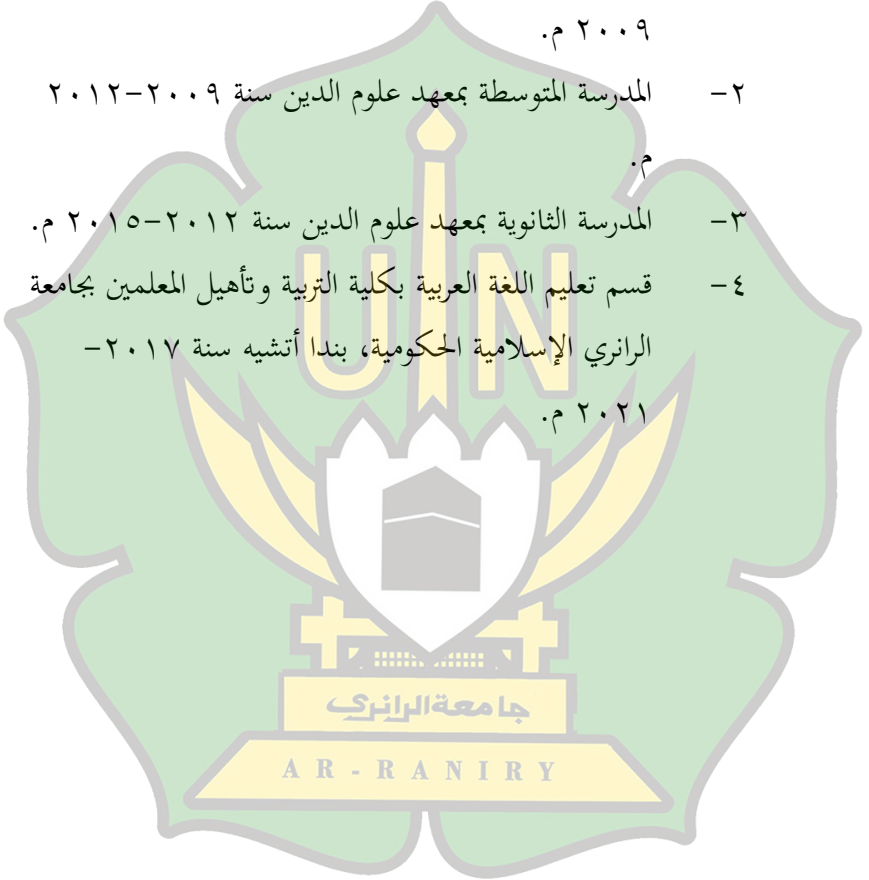 ٢٠٠٩ م.
٢- المدرسة المتوسطة بمعهد علوم الدين سنة ٢٠٠٩-٢٠١٢
م.
٣- المدرسة الثانوية بمعهد علوم الدين سنة ٢٠١٢-٢٠١٥ م.
٤- قسم تعليم اللغة العربية بكلية التربية وتأهيل المعلمين بجامعة
الرانري الإسلامية الحكومية، بندا أتشيه سنة ٢٠١٧-
٢٠٢١ م.
UIN
جامعة الرانري
AR-RANIRY